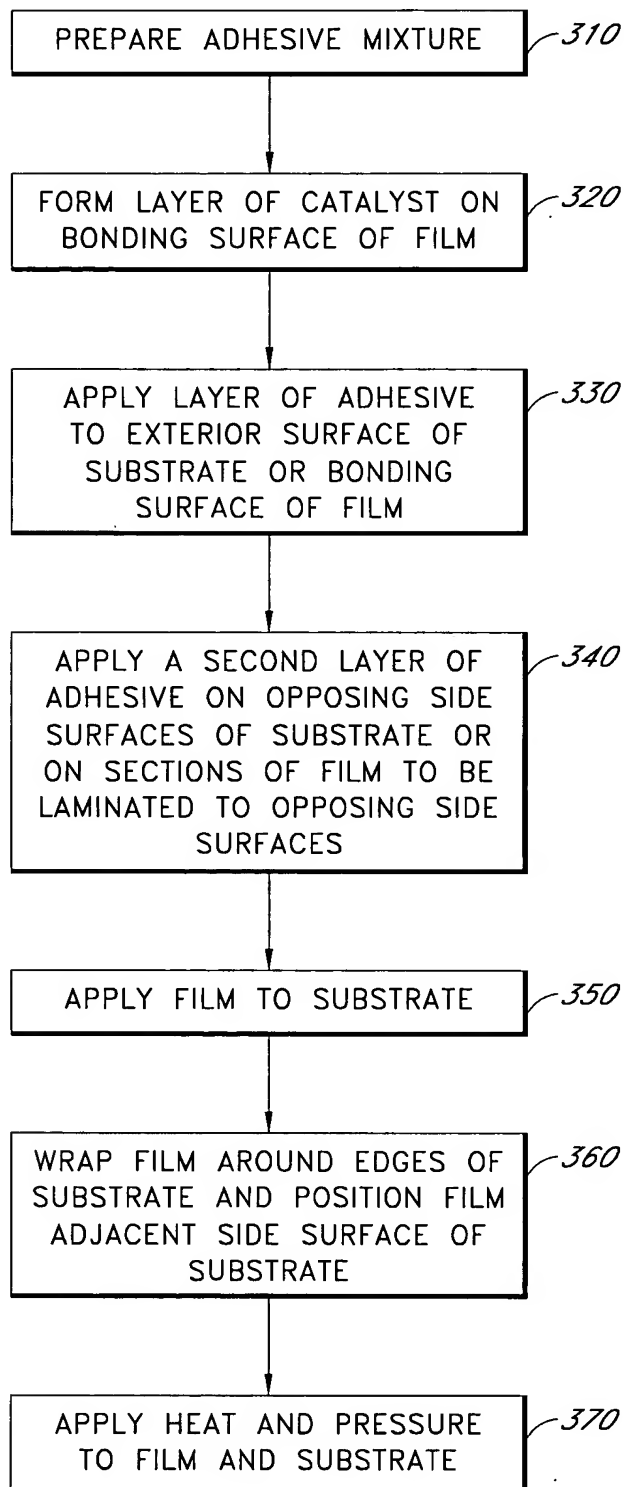 PREPARE ADHESIVE MIXTURE
310
FORM LAYER OF CATALYST ON
BONDING SURFACE OF FILM
320
APPLY LAYER OF ADHESIVE
TO EXTERIOR SURFACE OF
SUBSTRATE OR BONDING
SURFACE OF FILM
330
APPLY A SECOND LAYER OF
ADHESIVE ON OPPOSING SIDE
SURFACES OF SUBSTRATE OR
ON SECTIONS OF FILM TO BE
LAMINATED TO OPPOSING SIDE
SURFACES
340
APPLY FILM TO SUBSTRATE
350
WRAP FILM AROUND EDGES OF
SUBSTRATE AND POSITION FILM
ADJACENT SIDE SURFACE OF
SUBSTRATE
360
APPLY HEAT AND PRESSURE
TO FILM AND SUBSTRATE
370